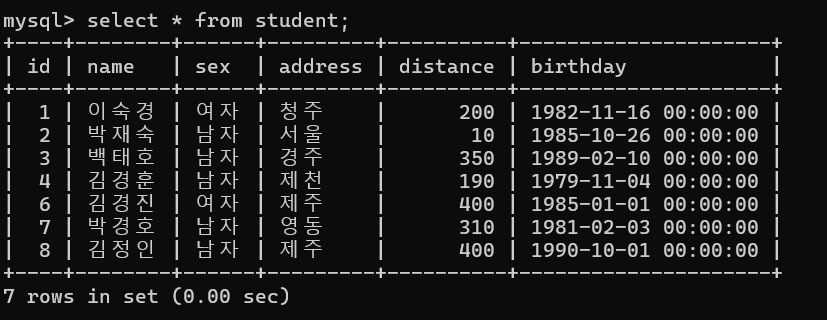 mysql> select * from student;
+----+--------+------+---------+----------+---------------------+
| id | name   | sex  | address | distance | birthday            |
+----+--------+------+---------+----------+---------------------+
|  1 | 이숙경 | 여자 | 청주    |      200 | 1982-11-16 00:00:00 |
|  2 | 박재숙 | 남자 | 서울    |       10 | 1985-10-26 00:00:00 |
|  3 | 백태호 | 남자 | 경주    |      350 | 1989-02-10 00:00:00 |
|  4 | 김경훈 | 남자 | 제천    |      190 | 1979-11-04 00:00:00 |
|  6 | 김경진 | 여자 | 제주    |      400 | 1985-01-01 00:00:00 |
|  7 | 박경호 | 남자 | 영동    |      310 | 1981-02-03 00:00:00 |
|  8 | 김정인 | 남자 | 제주    |      400 | 1990-10-01 00:00:00 |
+----+--------+------+---------+----------+---------------------+
7 rows in set (0.00 sec)